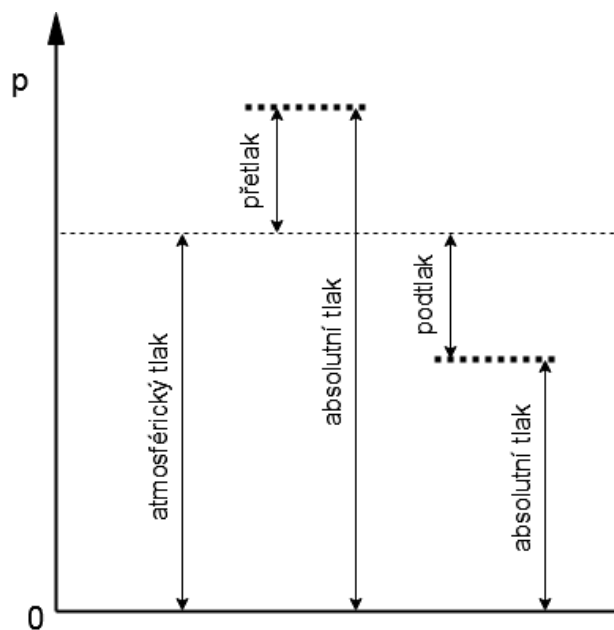 p
přetlak
atmosférický tlak
absolutní tlak
podtlak
absolutní tlak
0